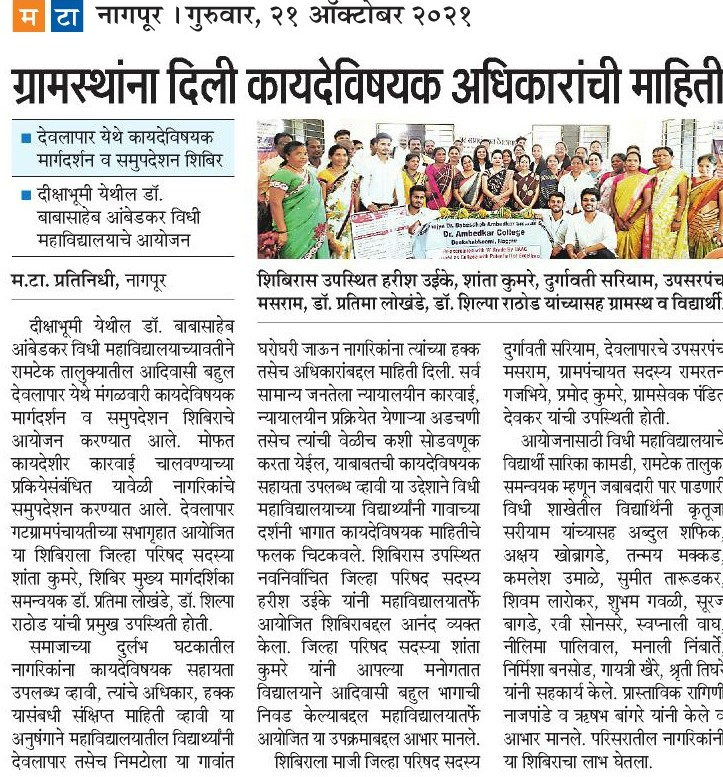 म टा नागपूर । गुरुवार, २१ ऑक्टोबर २०२१
ग्रामस्थांना दिली कायदेविषयक अधिकारांची माहिती
देवलापार येथे कायदेविषयक
मार्गदर्शन व समुपदेशन शिबिर
दीक्षाभूमी येथील डॉ.
बाबासाहेब आंबेडकर विधी
महाविद्यालयाचे आयोजन
Dr. Babasaheb Ambedkar
Dr. Ambedkar College
Deekshabhoomi, Nagpur
शिबिरास उपस्थित हरीश उईके, शांता कुमरे, दुर्गावती सरियाम, उपसरपंच
मसराम, डॉ. प्रतिमा लोखंडे, डॉ. शिल्पा राठोड यांच्यासह ग्रामस्थ व विद्यार्थी.
म.टा. प्रतिनिधी, नागपूर
दीक्षाभूमी येथील डॉ. बाबासाहेब
आंबेडकर विधी महाविद्यालयाच्यावतीने
रामटेक तालुक्यातील आदिवासी बहुल
देवलापार येथे मंगळवारी कायदेविषयक
मार्गदर्शन व समुपदेशन शिबिराचे
आयोजन करण्यात आले. मोफत
कायदेशीर कारवाई चालवण्याच्या
प्रकियेसंबंधित यावेळी नागरिकांचे
समुपदेशन करण्यात आले. देवलापार
गटग्रामपंचायतीच्या सभागृहात आयोजित
या शिबिराला जिल्हा परिषद सदस्या
शांता कुमरे, शिबिर मुख्य मार्गदर्शिका
समन्वयक डॉ. प्रतिमा लोखंडे, डॉ. शिल्पा
राठोड यांची प्रमुख उपस्थिती होती.
समाजाच्या दुर्लभ घटकातील
नागरिकांना कायदेविषयक सहायता
उपलब्ध व्हावी, त्यांचे अधिकार, हक्क
यासंबंधी संक्षिप्त माहिती व्हावी या
अनुषंगाने महाविद्यालयातील विद्यार्थ्यांनी
देवलापार तसेच निमटोला या गावांत
घरोघरी जाऊन नागरिकांना त्यांच्या हक्क
तसेच अधिकारांबद्दल माहिती दिली. सर्व
सामान्य जनतेला न्यायालयीन कारवाई,
न्यायालयीन प्रक्रियेत येणाऱ्या अडचणी
तसेच त्यांची वेळीच कशी सोडवणूक
करता येईल, याबाबतची कायदेविषयक
सहायता उपलब्ध व्हावी या उद्देशाने विधी
महाविद्यालयाच्या विद्यार्थ्यांनी गावाच्या
दर्शनी भागात कायदेविषयक माहितीचे
फलक चिटकवले. शिबिरास उपस्थित
नवनिर्वाचित जिल्हा परिषद सदस्य
हरीश उईके यांनी महाविद्यालयातर्फे
आयोजित शिबिराबद्दल आनंद व्यक्त
केला. जिल्हा परिषद सदस्या शांता
कुमरे यांनी आपल्या मनोगतात
विद्यालयाने आदिवासी बहुल भागाची
निवड केल्याबद्दल महाविद्यालयातर्फे
आयोजित या उपक्रमाबद्दल आभार मानले.
शिबिराला माजी जिल्हा परिषद सदस्य
दुर्गावती सरियाम, देवलापारचे उपसरपंच
मसराम, ग्रामपंचायत सदस्य रामरतन
गजभिये, प्रमोद कुमरे, ग्रामसेवक पंडित
देवकर यांची उपस्थिती होती.
आयोजनासाठी विधी महाविद्यालयाचे
विद्यार्थी सारिका कामडी, रामटेक तालुका
समन्वयक म्हणून जबाबदारी पार पाडणारी
विधी शाखेतील विद्यार्थिनी कृतूजा
सरीयाम यांच्यासह अब्दुल शफिक,
अक्षय खोब्रागडे, तन्मय मक्कड,
कमलेश उमाळे, सुमीत तारूडकर,
शिवम लारोकर, शुभम गवळी, सूरज
बागडे, रवी सोनसरे, स्वप्नाली वाघ,
नीलिमा पालिवाल, मनाली निंबार्ते,
निर्मिशा बनसोड, गायत्री खैरे, श्रृती तिघरे
यांनी सहकार्य केले. प्रास्ताविक रागिणी
नाजपांडे व ऋषभ बांगरे यांनी केले व
आभार मानले. परिसरातील नागरिकांनी
या शिबिराचा लाभ घेतला.